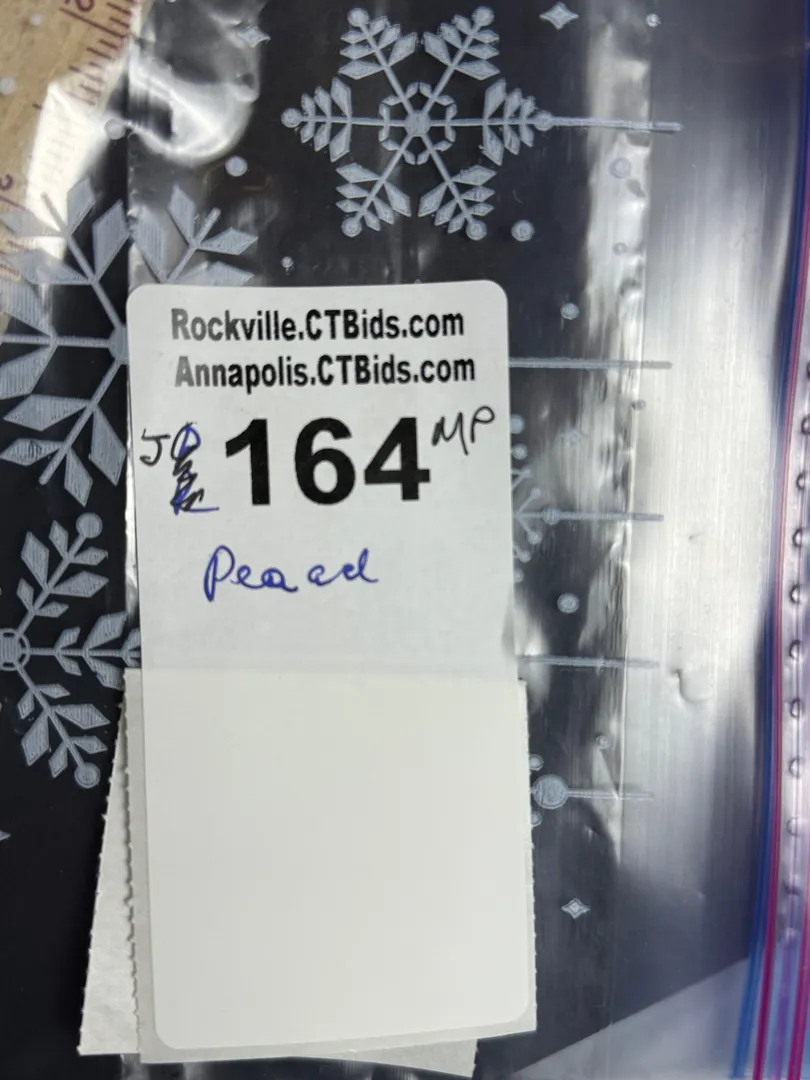 Rockville.CTBids.com
Annapolis.CTBids.com
164 MP